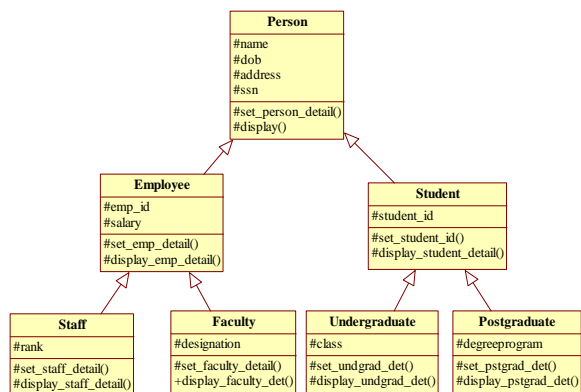 Person
#name
#dob
#address
#ssn
#set_person_detail()
#display()
Employee
#emp_id
#salary
#set_emp_detail()
#display_emp_detail()
Student
#student_id
#set_student_id()
#display_student_detail()
Staff
#rank
#set_staff_detail()
#display_staff_detail()
Faculty
#designation
#set_faculty_detail()
+display_faculty_det()
Undergraduate
#class
#set_undgrad_det()
#display_undgrad_det()
Postgraduate
#degreeprogram
#set_pstgrad_det()
#display_pstgrad_det()